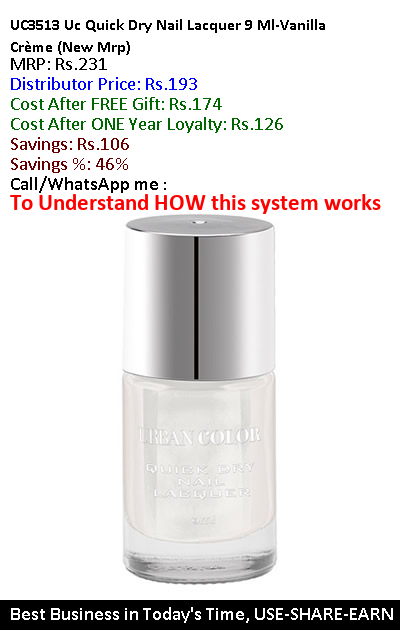 UC3513 Uc Quick Dry Nail Lacquer 9 Ml-Vanilla
Crème (New Mrp)
MRP: Rs.231
Distributor Price: Rs.193
Cost After FREE Gift: Rs.174
Cost After ONE Year Loyalty: Rs.126
Savings: Rs.106
Savings %: 46%
Call/WhatsApp me :
To Understand HOW this system works
URBAN COLOR
QUICK DRY
NAIL
LACQUER
Best Business in Today's Time, USE-SHARE-EARN